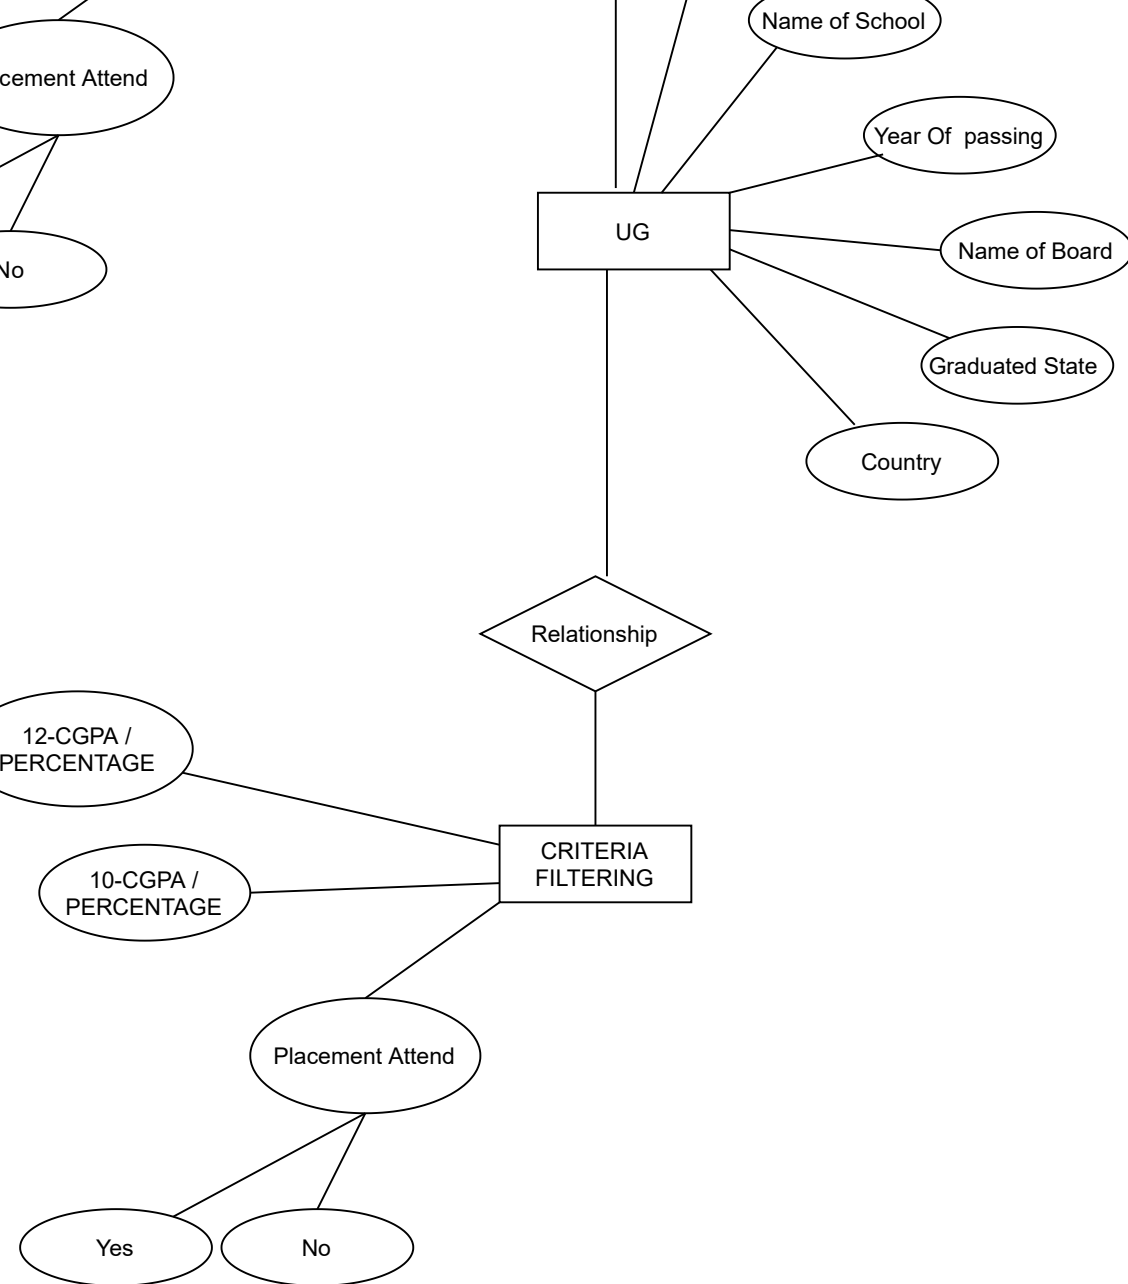 Name of School
cement Attend
Year Of  passing
UG
Name of Board
No
Graduated State
Country
Relationship
12-CGPA /
PERCENTAGE
CRITERIA
FILTERING
10-CGPA /
PERCENTAGE
Placement Attend
Yes
No